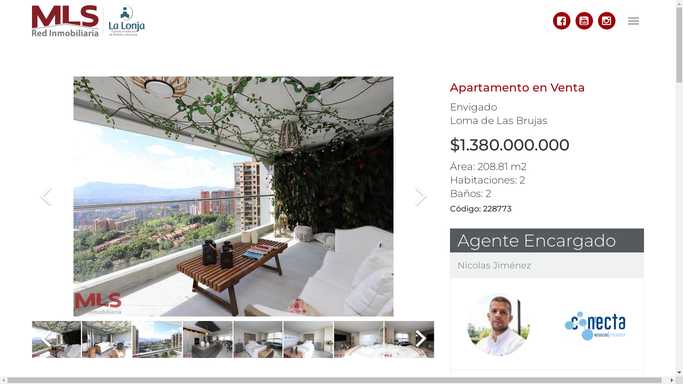 MLS
Red Inmobiliaria
La Lonja
Apartamento en Venta
Envigado
Loma de Las Brujas
$1.380.000.000
Área: 208.81 m2
Habitaciones: 2
Baños: 2
Código: 228773
Agente Encargado
Nicolas Jiménez
conecta
MLS
Inmobiliaria